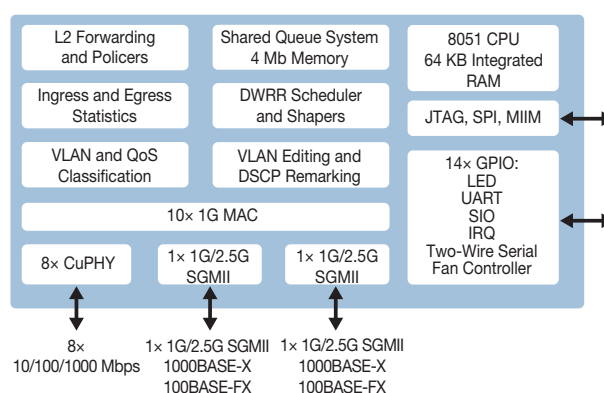 L2 Forwarding
and Policers
Shared Queue System
4 Mb Memory
8051 CPU
64 KB Integrated
RAM
Ingress and Egress
Statistics
DWRR Scheduler
and Shapers
JTAG, SPI, MIIM
VLAN and QoS
Classification
VLAN Editing and
DSCP Remarking
14× GPIO:
LED
UART
SIO
IRQ
Two-Wire Serial
Fan Controller
10× 1G MAC
8× CuPHY
1× 1G/2.5G
SGMII
1× 1G/2.5G
SGMII
8×
10/100/1000 Mbps
1× 1G/2.5G SGMII
1000BASE-X
100BASE-FX
1× 1G/2.5G SGMII
1000BASE-X
100BASE-FX